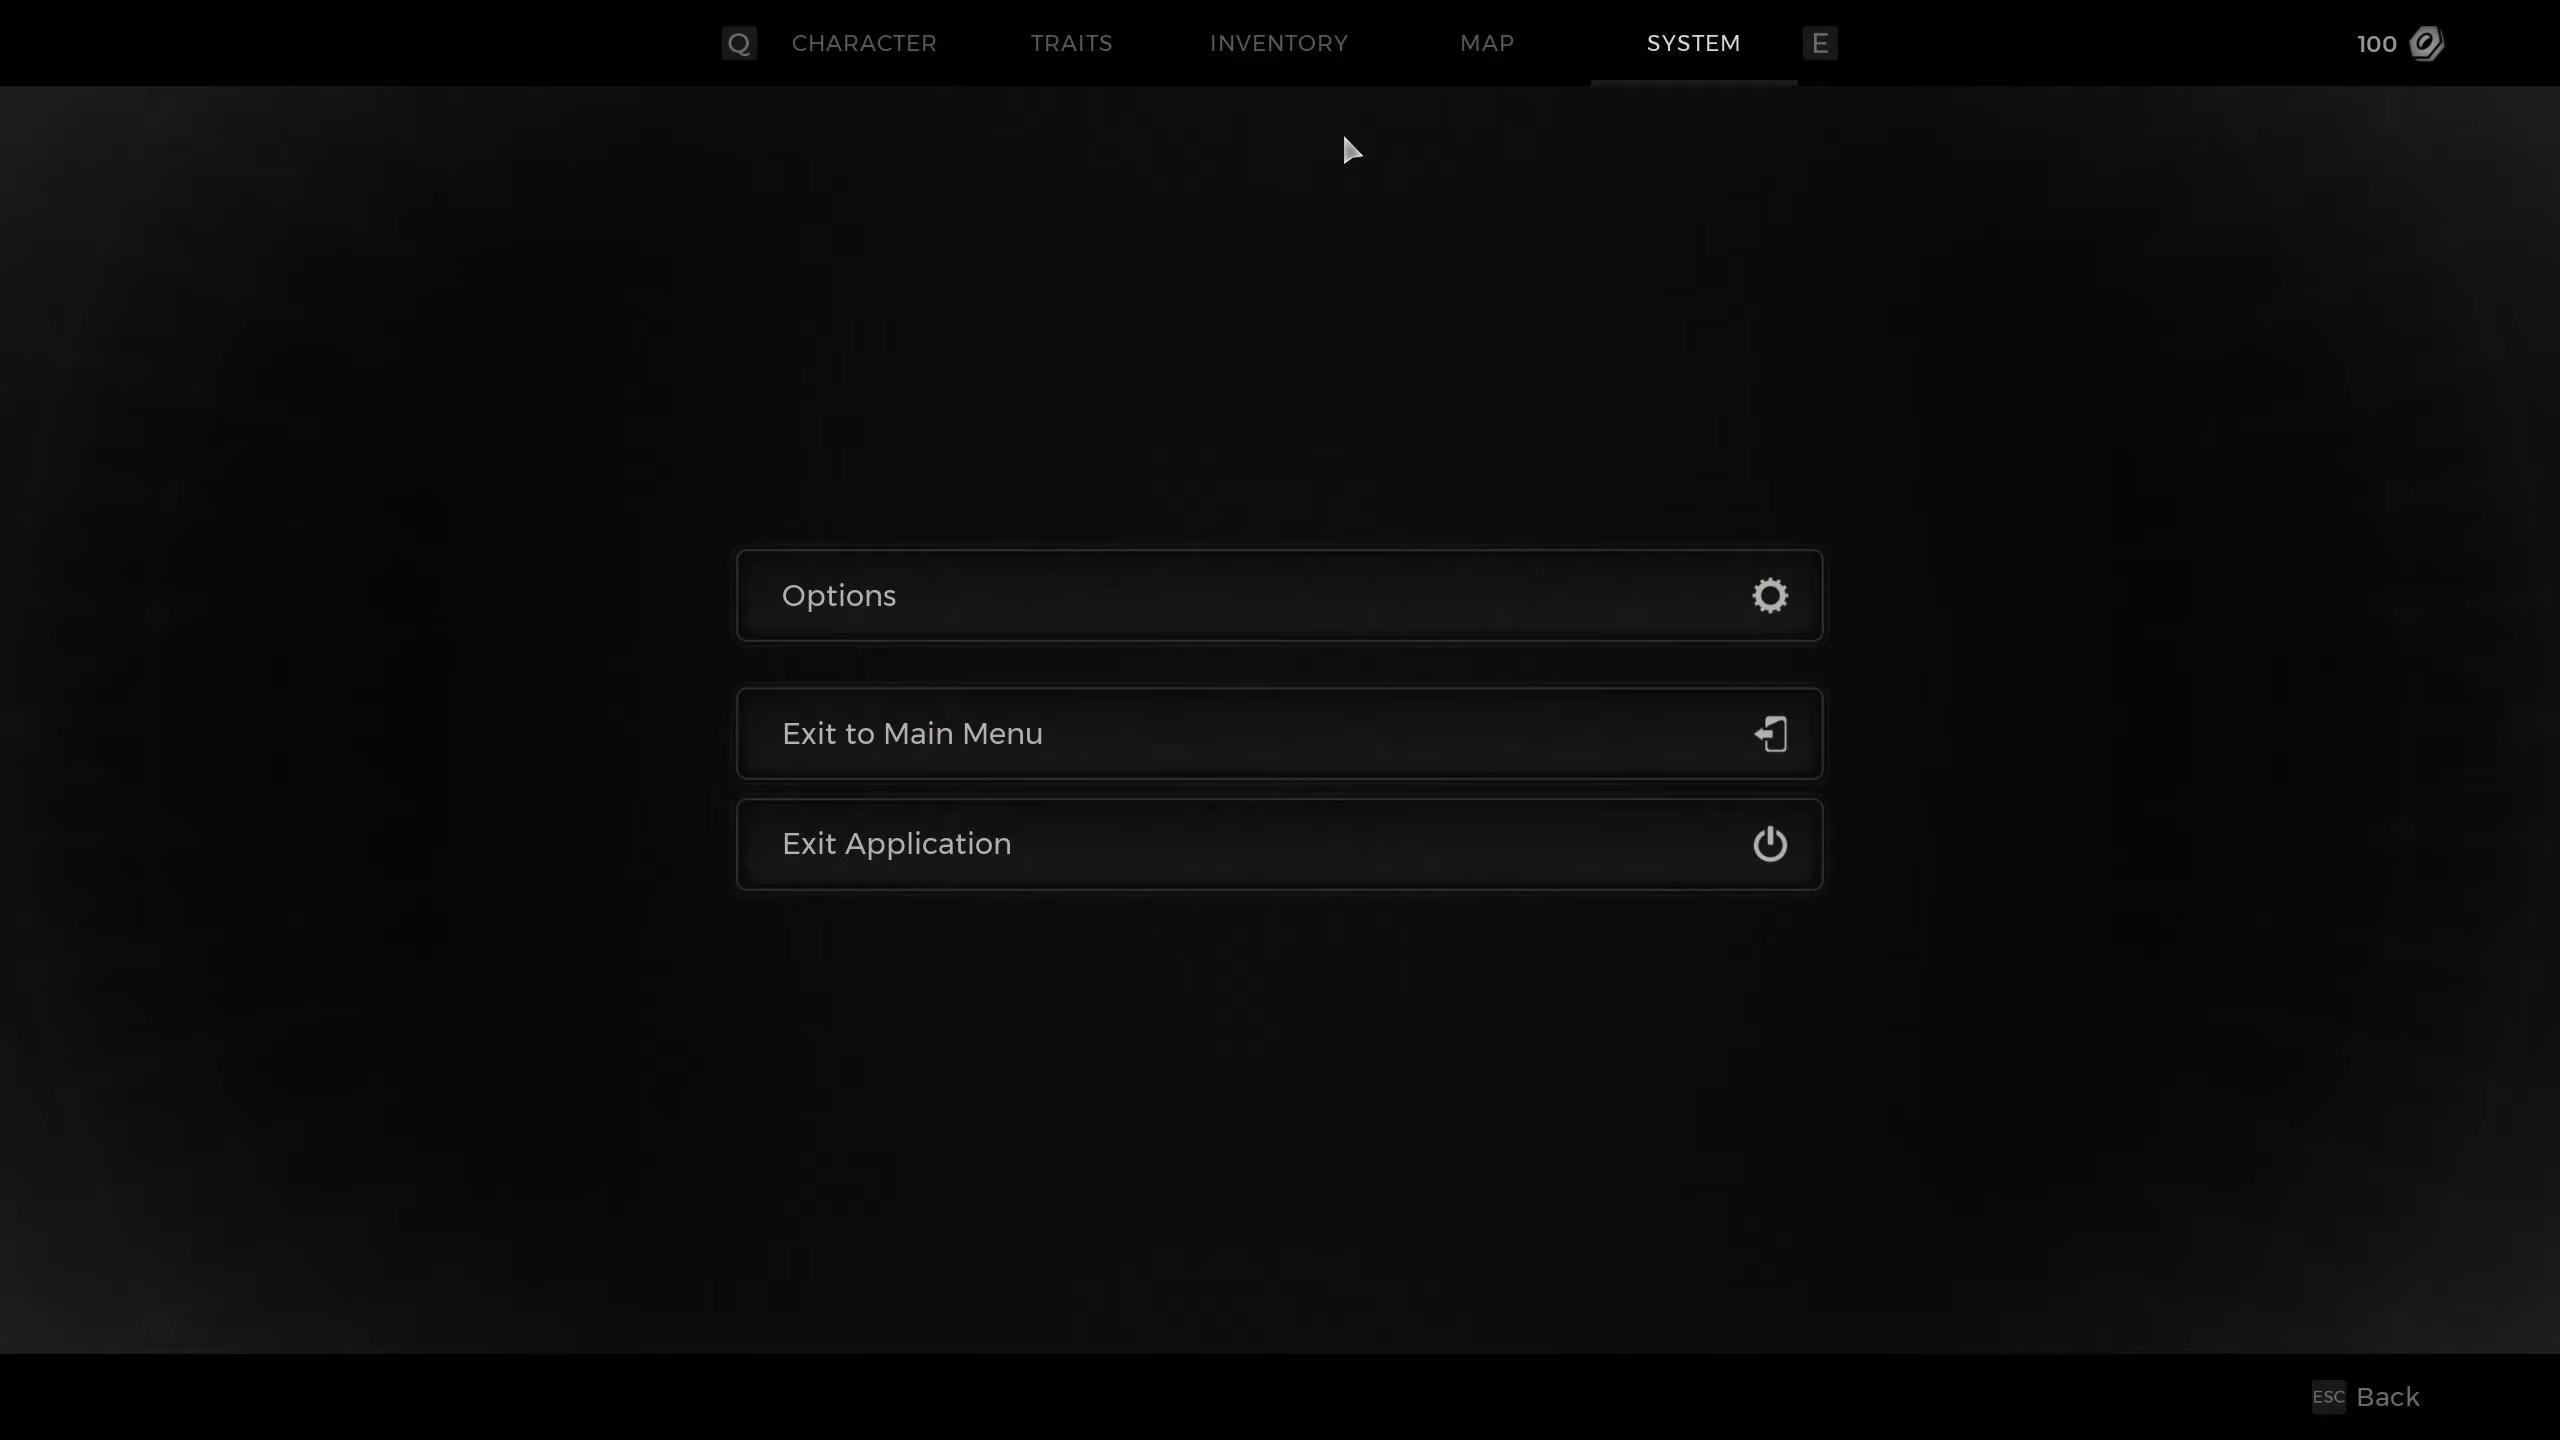 Q CHARACTER TRAITS INVENTORY MAP SYSTEM E 100
Options
Exit to Main Menu
Exit Application
ESC Back